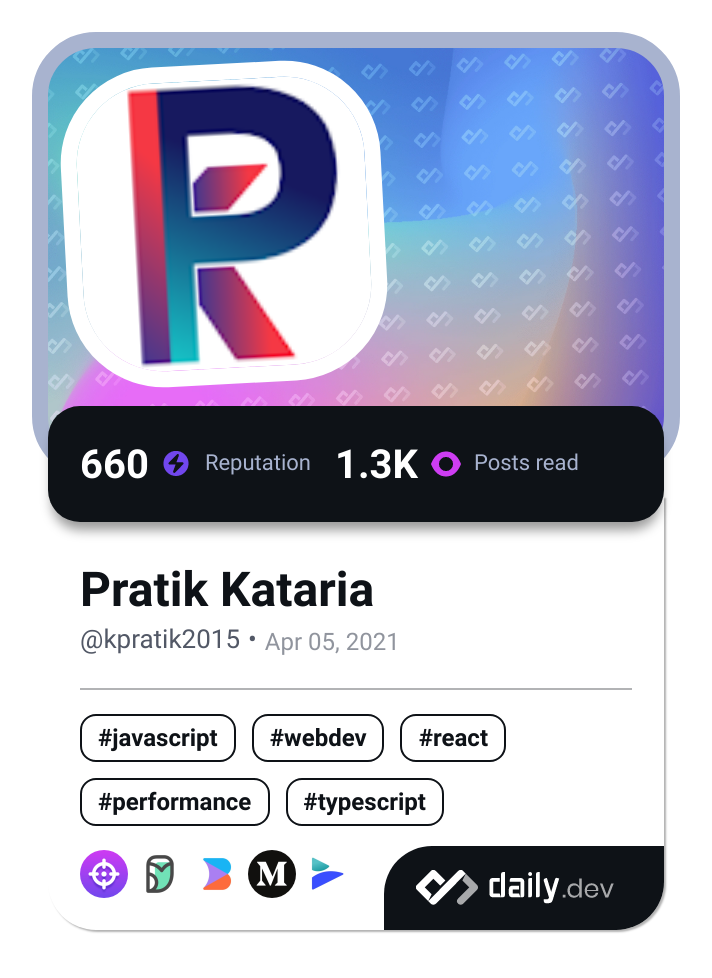 660 Reputation 1.3K Posts read
Pratik Kataria
@kpratik2015 • Apr 05, 2021
#javascript #webdev #react
#performance #typescript
M daily.dev